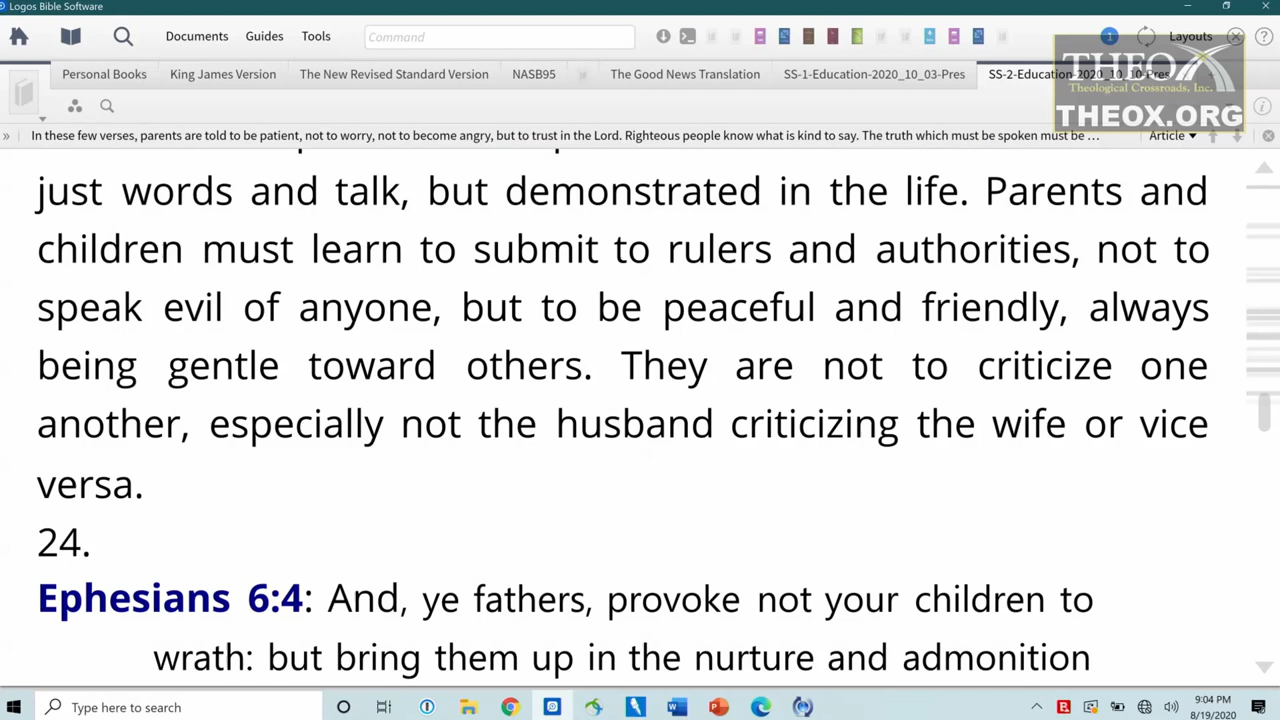 Logos Bible Software
Documents Guides Tools Command 1 Layouts
Personal Books King James Version The New Revised Standard Version NASB95 The Good News Translation SS-1-Education-2020_10_03-Pres SS-2-Education-2020_10_10-Pres
THEOX
Theological Crossroads, Inc.
THEOX.ORG
» In these few verses, parents are told to be patient, not to worry, not to become angry, but to trust in the Lord. Righteous people know what is kind to say. The truth which must be spoken must be ... Article
just words and talk, but demonstrated in the life. Parents and
children must learn to submit to rulers and authorities, not to
speak evil of anyone, but to be peaceful and friendly, always
being gentle toward others. They are not to criticize one
another, especially not the husband criticizing the wife or vice
versa.
24.
Ephesians 6:4: And, ye fathers, provoke not your children to
wrath: but bring them up in the nurture and admonition
Type here to search
9:04 PM
8/19/2020